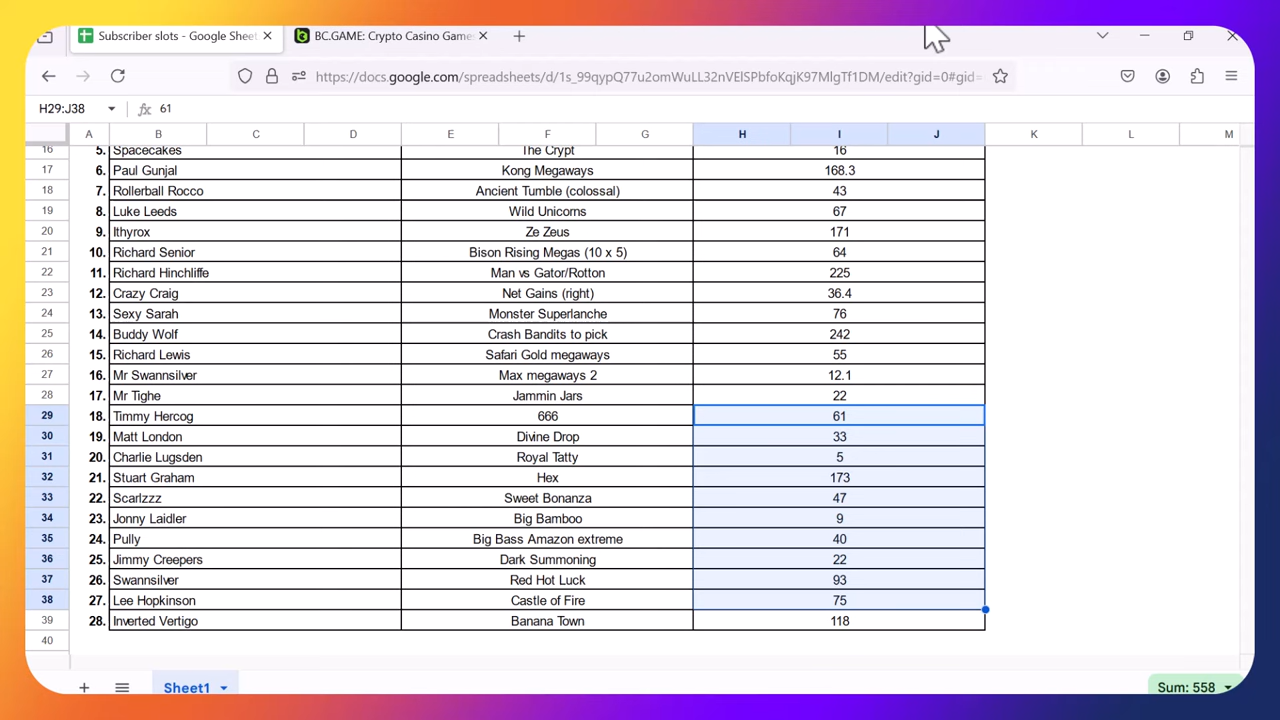 Subscriber slots - Google Sheet
BC.GAME: Crypto Casino Game
https://docs.google.com/spreadsheets/d/1s_99qypQ77u2omWuLL32nVElSPbfoKqjK97MlgTf1DM/edit?gid=0#gid=
H29:J38 fx 61
A B C D E F G H I J K L M
16 5. Spacecakes The Crypt 16
17 6. Paul Gunjal Kong Megaways 168.3
18 7. Rollerball Rocco Ancient Tumble (colossal) 43
19 8. Luke Leeds Wild Unicorns 67
20 9. Ithyrox Ze Zeus 171
21 10. Richard Senior Bison Rising Megas (10 x 5) 64
22 11. Richard Hinchliffe Man vs Gator/Rotton 225
23 12. Crazy Craig Net Gains (right) 36.4
24 13. Sexy Sarah Monster Superlanche 76
25 14. Buddy Wolf Crash Bandits to pick 242
26 15. Richard Lewis Safari Gold megaways 55
27 16. Mr Swannsilver Max megaways 2 12.1
28 17. Mr Tighe Jammin Jars 22
29 18. Timmy Hercog 666 61
30 19. Matt London Divine Drop 33
31 20. Charlie Lugsden Royal Tatty 5
32 21. Stuart Graham Hex 173
33 22. Scarlzzz Sweet Bonanza 47
34 23. Jonny Laidler Big Bamboo 9
35 24. Pully Big Bass Amazon extreme 40
36 25. Jimmy Creepers Dark Summoning 22
37 26. Swannsilver Red Hot Luck 93
38 27. Lee Hopkinson Castle of Fire 75
39 28. Inverted Vertigo Banana Town 118
40
Sheet1
Sum: 558